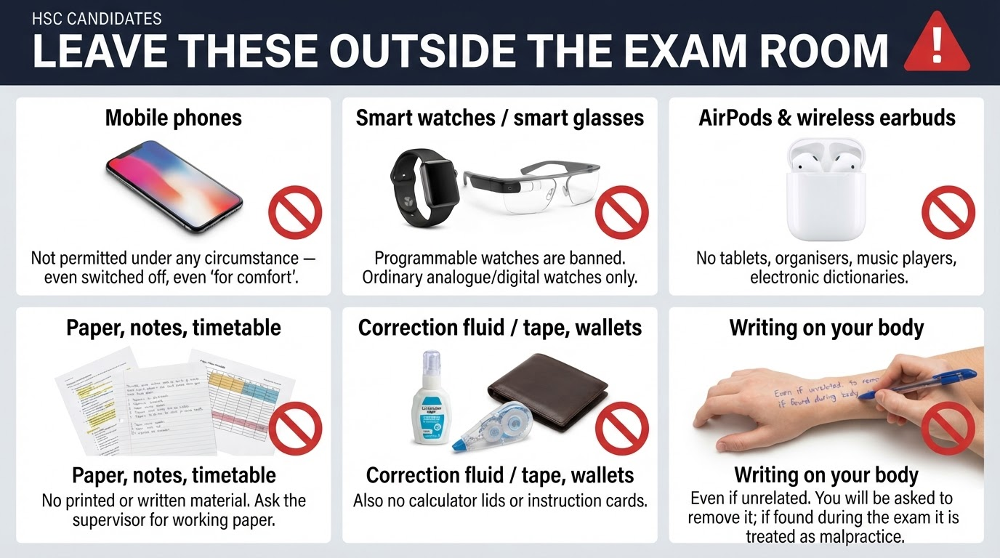 HSC CANDIDATES
LEAVE THESE OUTSIDE THE EXAM ROOM
!
Mobile phones
Not permitted under any circumstance —
even switched off, even ‘for comfort’.
Smart watches / smart glasses
Programmable watches are banned.
Ordinary analogue/digital watches only.
AirPods & wireless earbuds
No tablets, organisers, music players,
electronic dictionaries.
Paper, notes, timetable
Paper, notes, timetable
No printed or written material. Ask the
supervisor for working paper.
Correction fluid / tape, wallets
Correction fluid / tape, wallets
Also no calculator lids or instruction cards.
Writing on your body
Even if unrelated. to remo
if found during
Writing on your body
Even if unrelated. You will be asked to
remove it; if found during the exam it is
treated as malpractice.